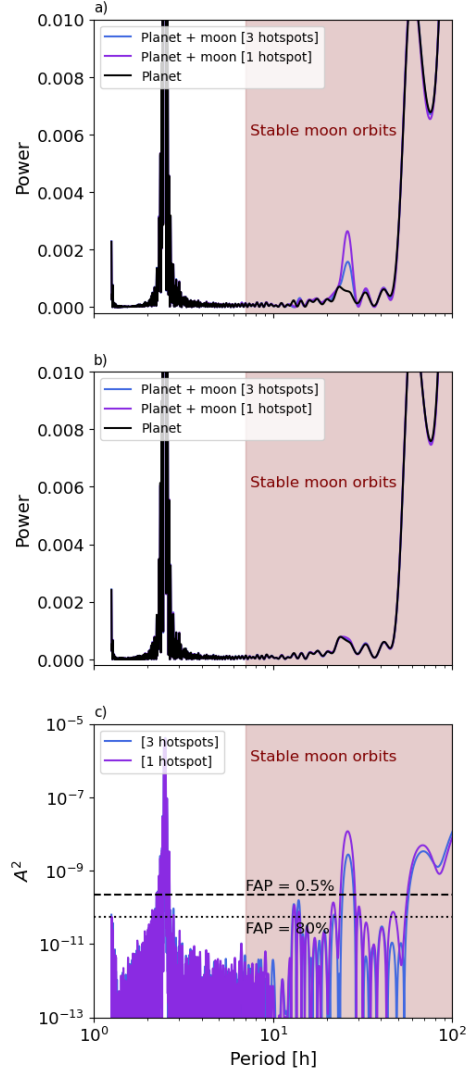 a)
0.010
0.008
0.006
0.004
0.002
0.000
Power
Planet + moon [3 hotspots]
Planet + moon [1 hotspot]
Planet
Stable moon orbits
b)
0.010
0.008
0.006
0.004
0.002
0.000
Power
Planet + moon [3 hotspots]
Planet + moon [1 hotspot]
Planet
Stable moon orbits
c)
10⁻⁵
10⁻⁷
10⁻⁹
10⁻¹¹
10⁻¹³
A²
[3 hotspots]
[1 hotspot]
Stable moon orbits
FAP = 0.5%
FAP = 80%
10⁰ 10¹ 10²
Period [h]